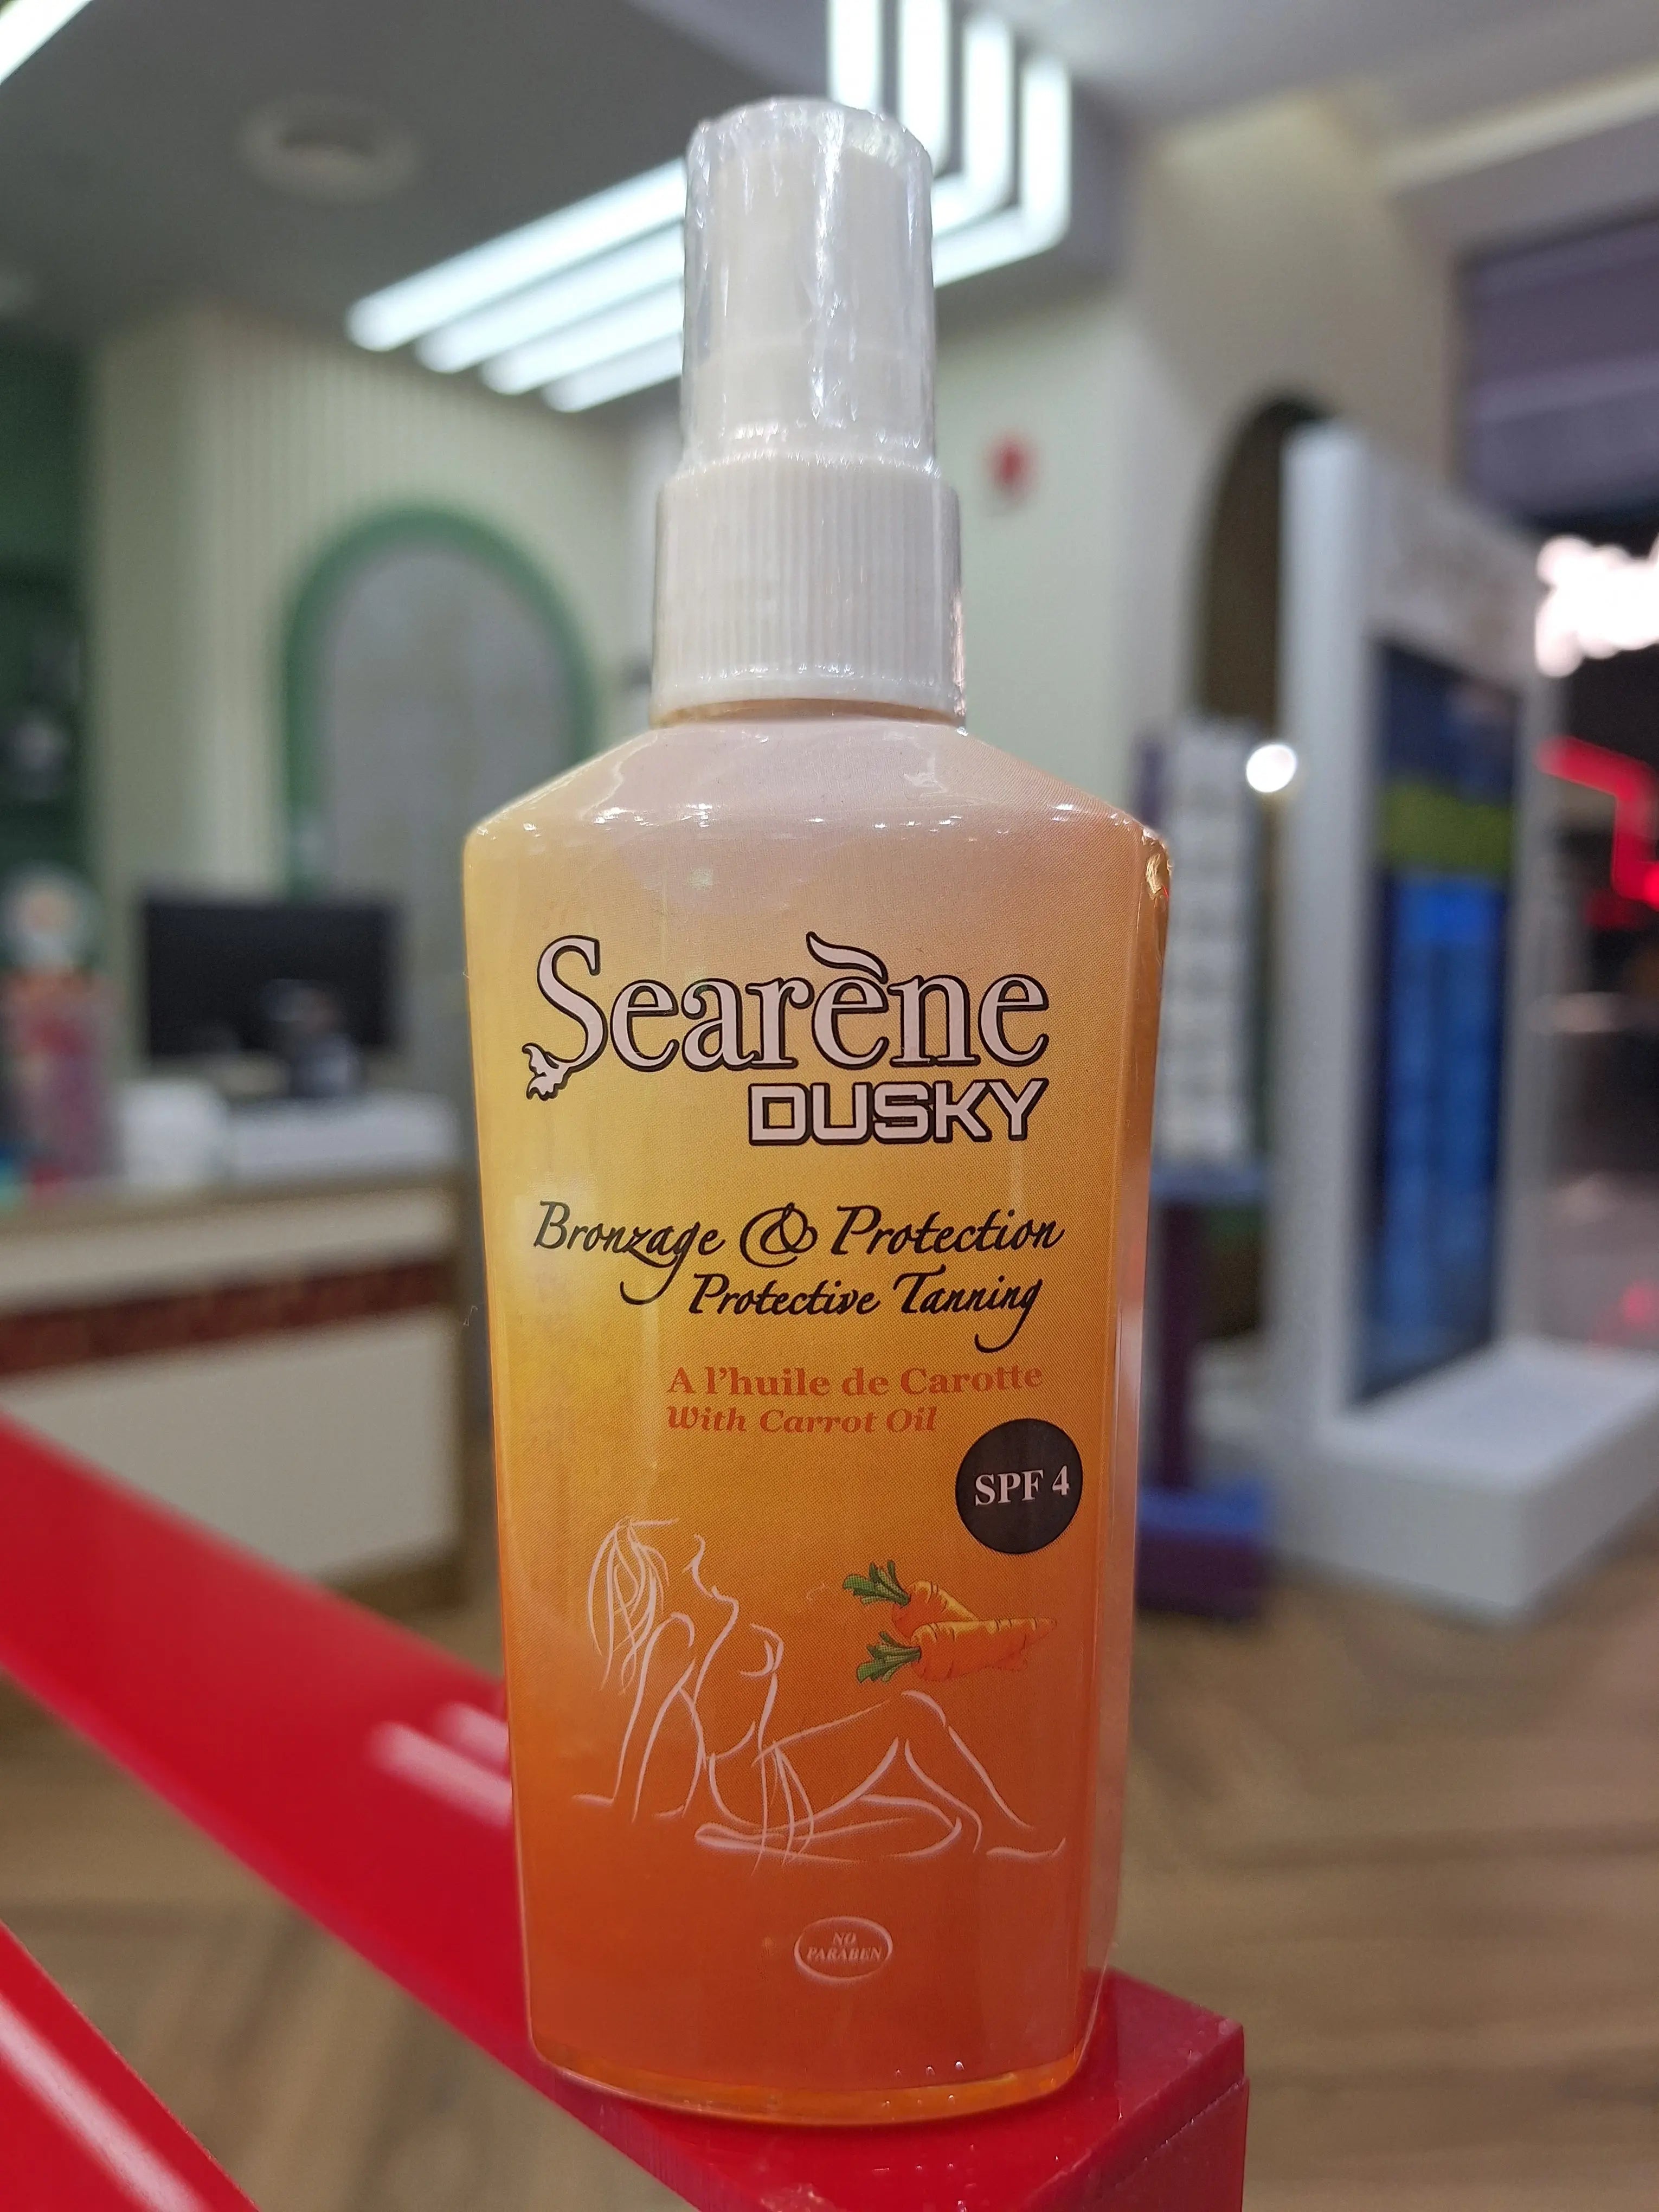 Searène
DUSKY
Bronzage & Protection
Protective Tanning
A l'huile de Carotte
With Carrot Oil
SPF 4
NO
PARABEN